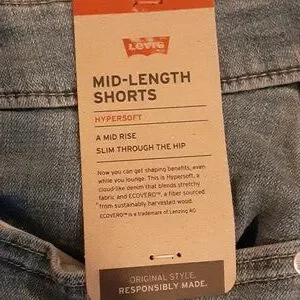 Levi's
MID-LENGTH
SHORTS
HYPERSOFT
A MID RISE
SLIM THROUGH THE HIP
Now you can get shaping benefits, even
while you lounge. This is Hypersoft, a
cloud-like denim that blends stretchy
fabric and ECOVERO™, a fiber sourced
from sustainably harvested wood.
ECOVERO™ is a trademark of Lenzing AG
ORIGINAL STYLE.
RESPONSIBLY MADE.